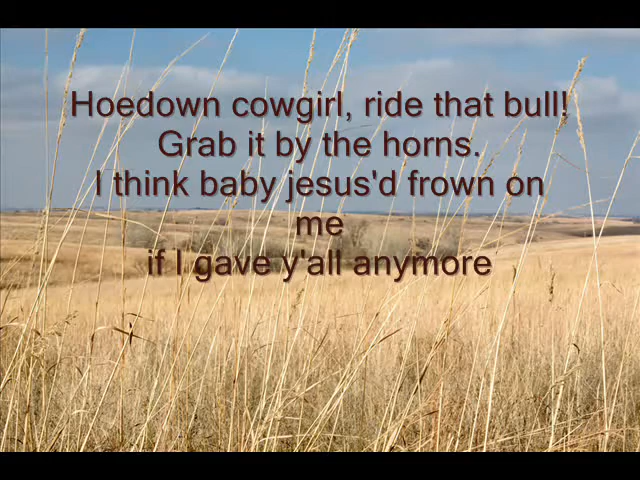 Hoedown cowgirl, ride that bull!
Grab it by the horns.
I think baby jesus'd frown on
me
if I gave y'all anymore